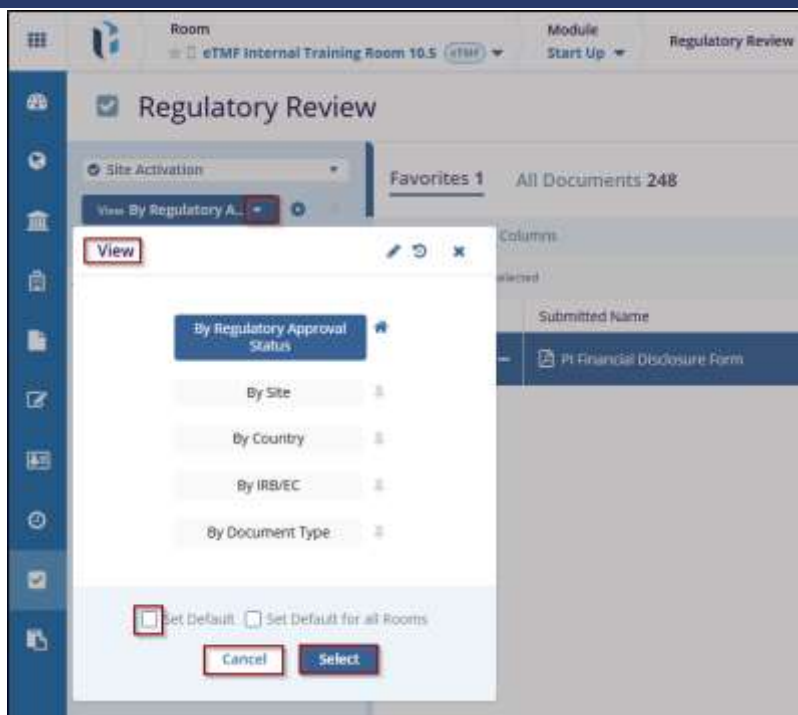 Room
eTMF Internal Training Room 10.5 eTMF
Module
Start Up
Regulatory Review
Regulatory Review
Site Activation
View By Regulatory A...
Favorites 1
All Documents 248
Columns
selected
Submitted Name
PI Financial Disclosure Form
View
By Regulatory Approval
Status
By Site
By Country
By IRB/EC
By Document Type
Set Default
Set Default for all Rooms
Cancel
Select